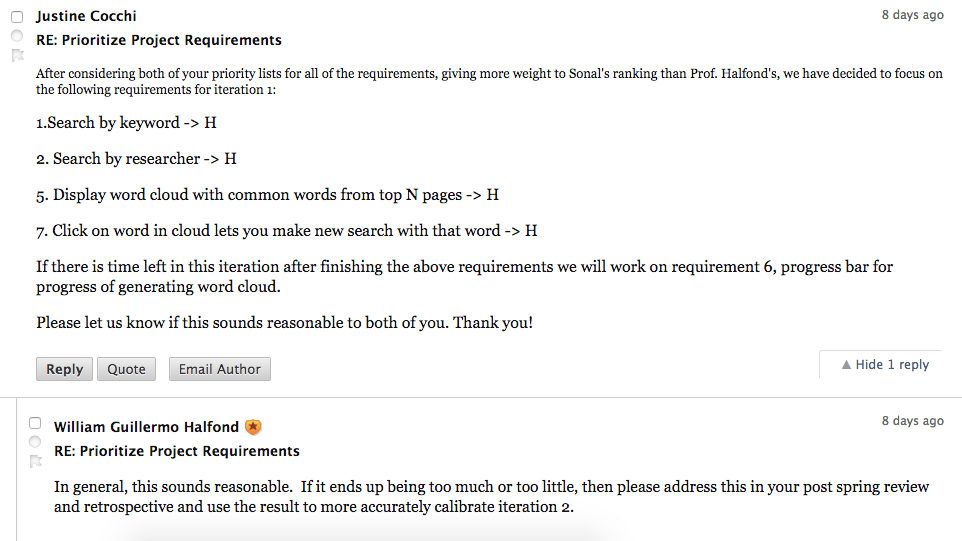 Justine Cocchi
8 days ago
RE: Prioritize Project Requirements
After considering both of your priority lists for all of the requirements, giving more weight to Sonal's ranking than Prof. Halfond's, we have decided to focus on
the following requirements for iteration 1:
1.Search by keyword -> H
2. Search by researcher -> H
5. Display word cloud with common words from top N pages -> H
7. Click on word in cloud lets you make new search with that word -> H
If there is time left in this iteration after finishing the above requirements we will work on requirement 6, progress bar for
progress of generating word cloud.
Please let us know if this sounds reasonable to both of you. Thank you!
Reply Quote Email Author
▲ Hide 1 reply
William Guillermo Halfond
8 days ago
RE: Prioritize Project Requirements
In general, this sounds reasonable.  If it ends up being too much or too little, then please address this in your post spring review
and retrospective and use the result to more accurately calibrate iteration 2.